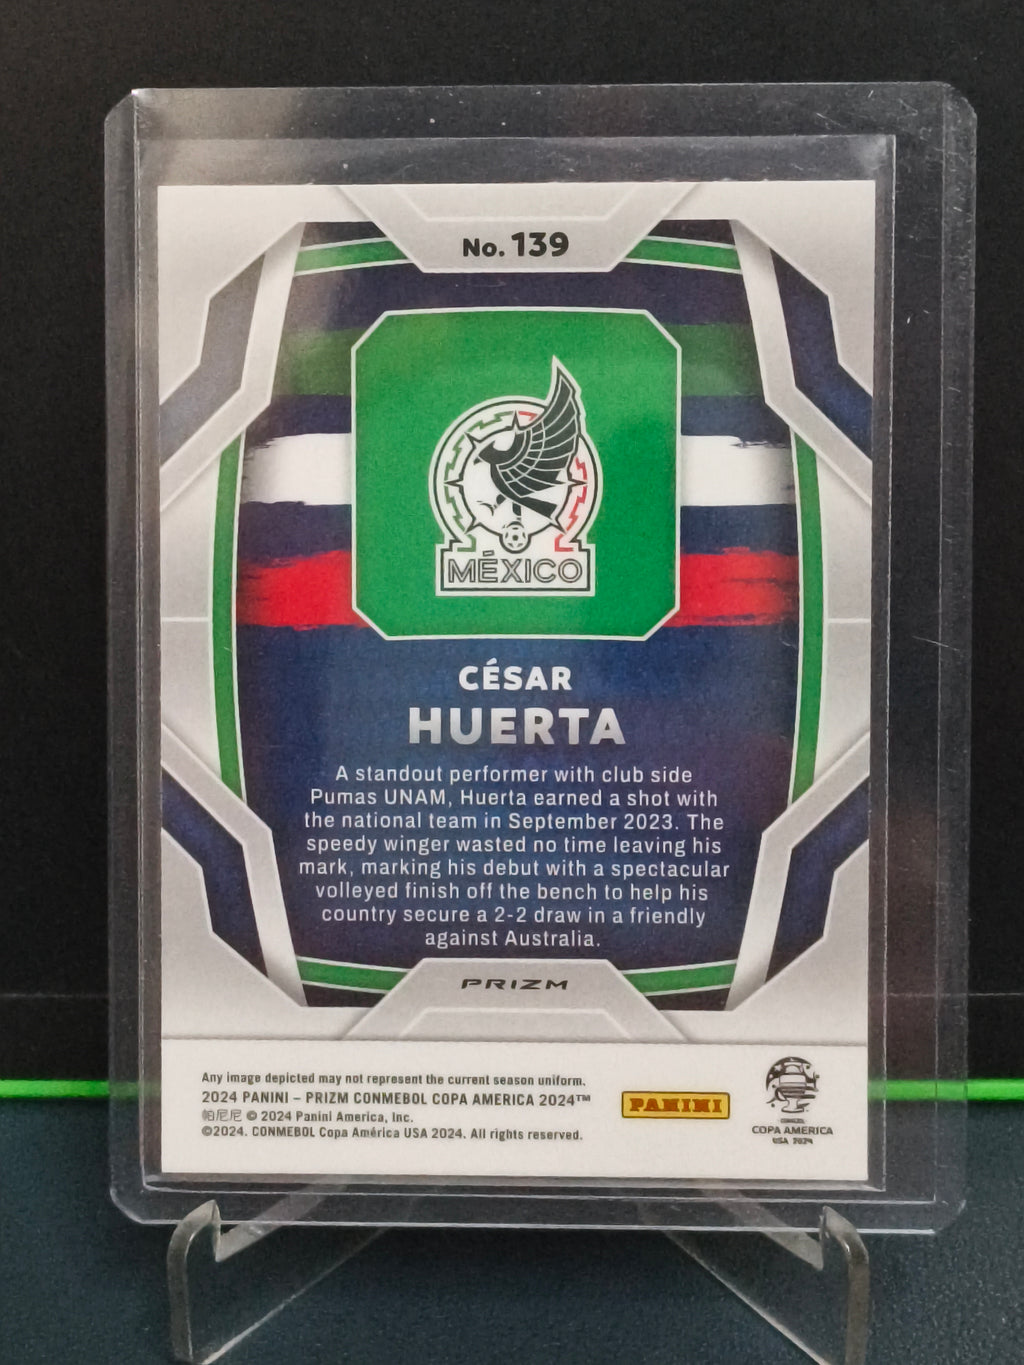 No. 139
MÉXICO
CÉSAR
HUERTA
A standout performer with club side
Pumas UNAM, Huerta earned a shot with
the national team in September 2023. The
speedy winger wasted no time leaving his
mark, marking his debut with a spectacular
volleyed finish off the bench to help his
country secure a 2-2 draw in a friendly
against Australia.
PRIZM
Any image depicted may not represent the current season uniform.
2024 PANINI – PRIZM CONMEBOL COPA AMERICA 2024™
帕尼尼 © 2024 Panini America, Inc.
©2024. CONMEBOL Copa América USA 2024. All rights reserved.
PANINI
CONMEBOL
COPA AMERICA
USA 2024